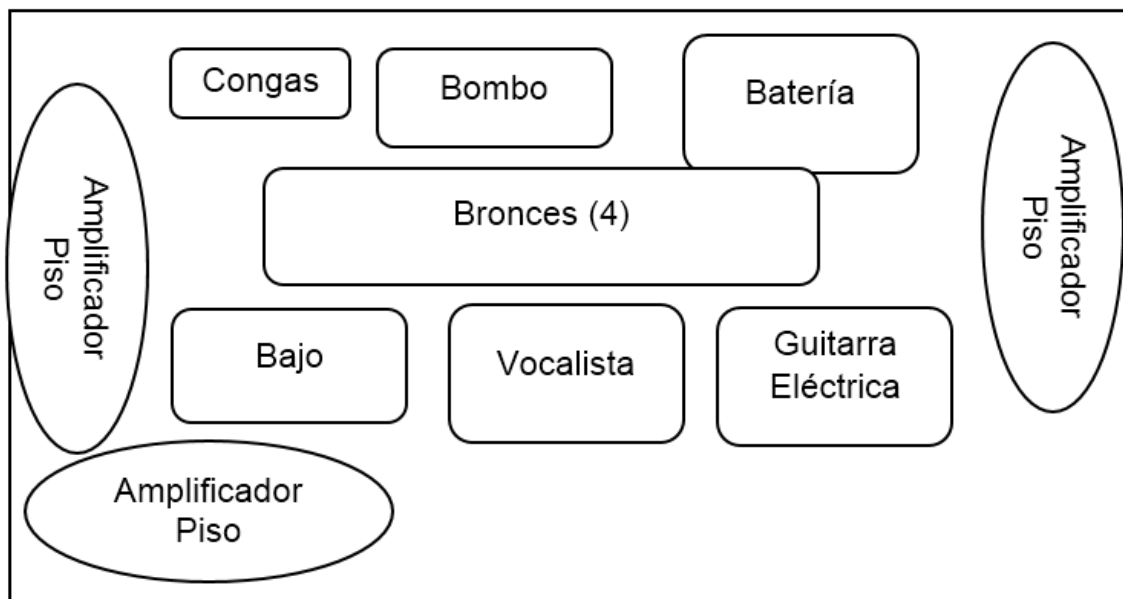 Congas
Bombo
Batería
Amplificador
Piso
Amplificador
Piso
Bronces (4)
Bajo
Vocalista
Guitarra
Eléctrica
Amplificador
Piso